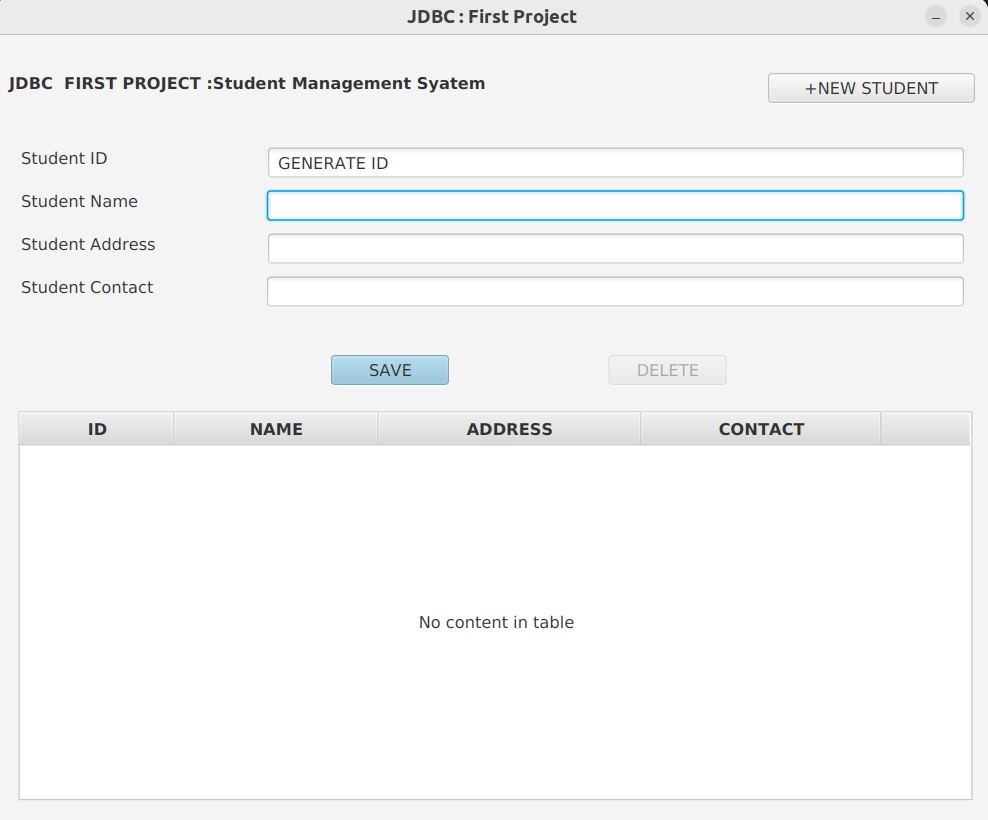 JDBC : First Project
JDBC  FIRST PROJECT :Student Management Syatem
+NEW STUDENT
Student ID
GENERATE ID
Student Name
Student Address
Student Contact
SAVE
DELETE
ID
NAME
ADDRESS
CONTACT
No content in table